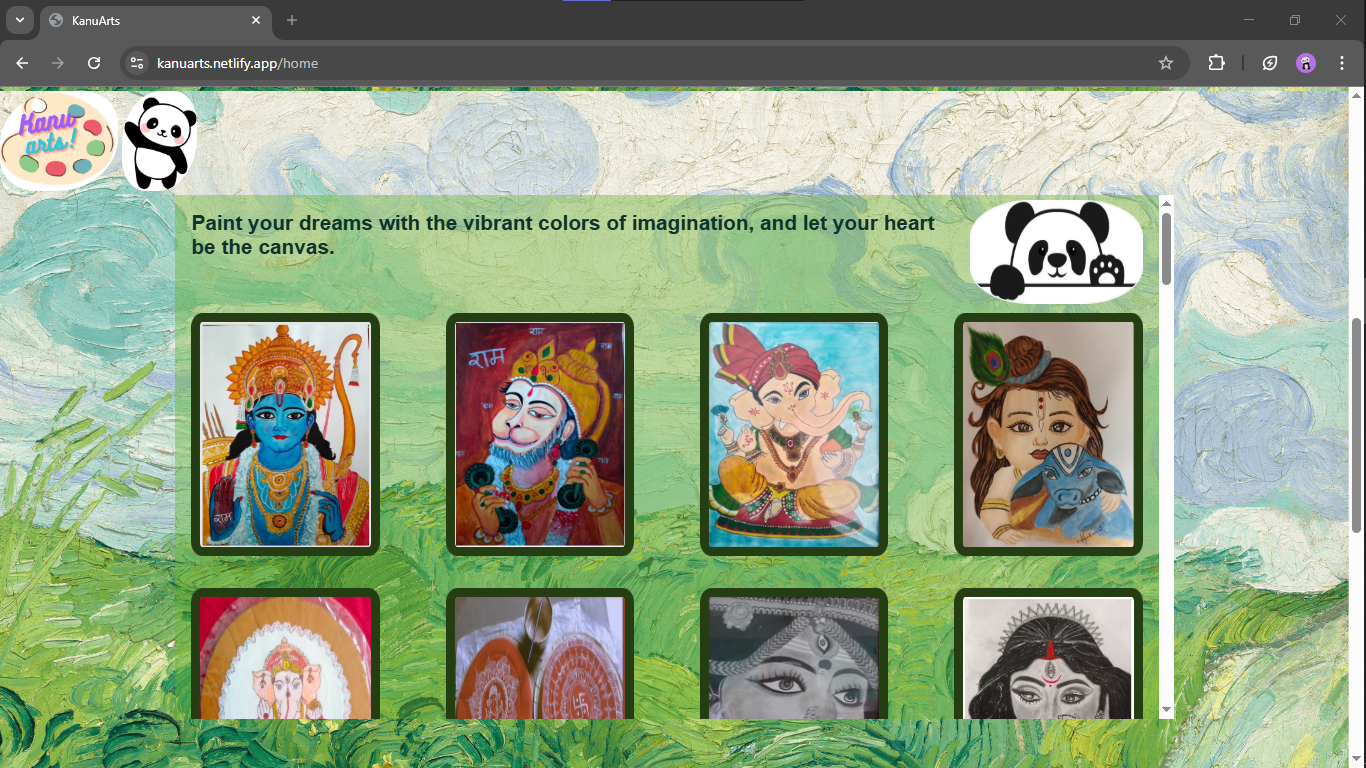 KanuArts
kanuarts.netlify.app/home
Kanu
arts!
Paint your dreams with the vibrant colors of imagination, and let your heart
be the canvas.
राम
राम
राम
राम
राम
राम